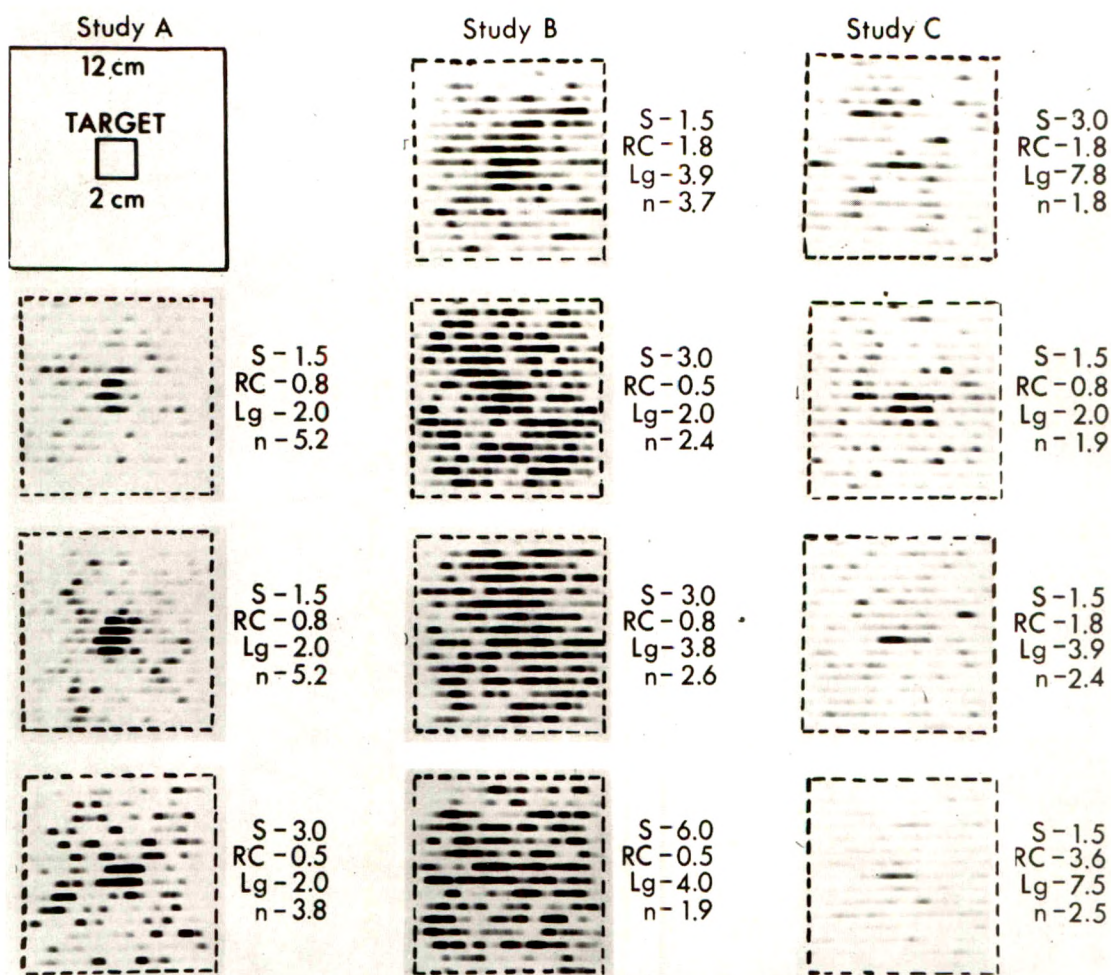 Study A
12 cm
TARGET
2 cm
S-1.5
RC-0.8
Lg-2.0
n-5.2
S-1.5
RC-0.8
Lg-2.0
n-5.2
S-3.0
RC-0.5
Lg-2.0
n-3.8
Study B
S-1.5
RC-1.8
Lg-3.9
n-3.7
S-3.0
RC-0.5
Lg-2.0
n-2.4
S-3.0
RC-0.8
Lg-3.8
n-2.6
S-6.0
RC-0.5
Lg-4.0
n-1.9
Study C
S-3.0
RC-1.8
Lg-7.8
n-1.8
S-1.5
RC-0.8
Lg-2.0
n-1.9
S-1.5
RC-1.8
Lg-3.9
n-2.4
S-1.5
RC-3.6
Lg-7.5
n-2.5